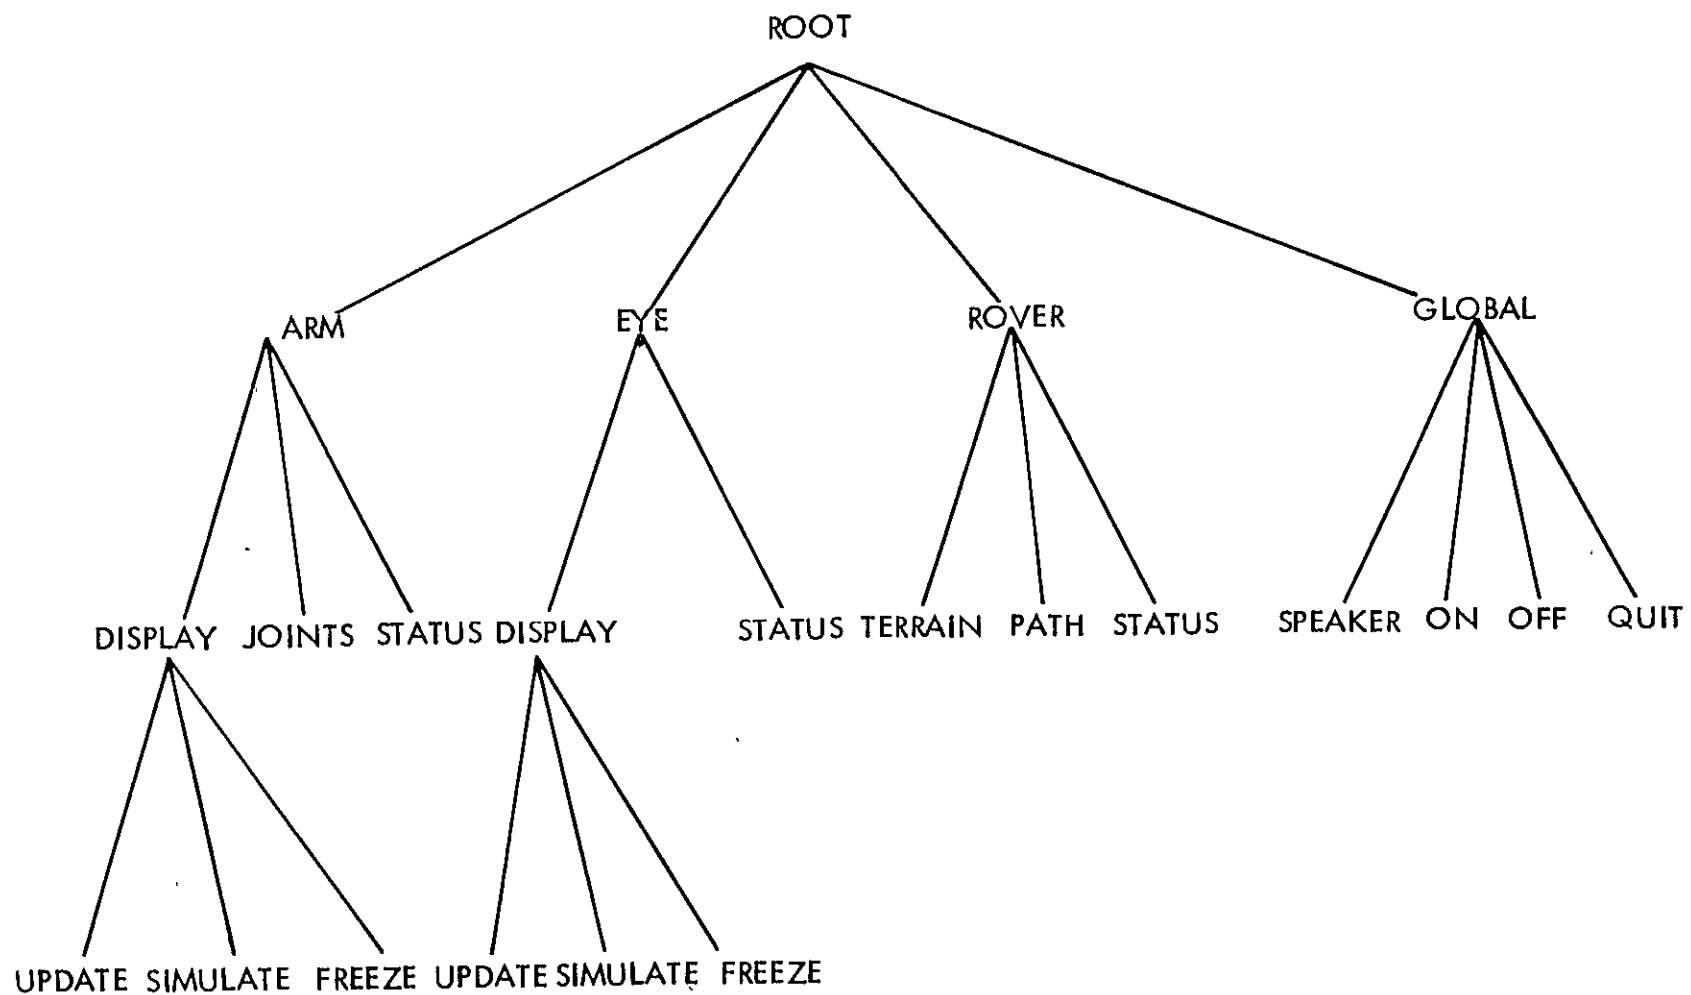 ROOT
ARM EYE ROVER GLOBAL
DISPLAY JOINTS STATUS DISPLAY STATUS TERRAIN PATH STATUS SPEAKER ON OFF QUIT
UPDATE SIMULATE FREEZE UPDATE SIMULATE FREEZE